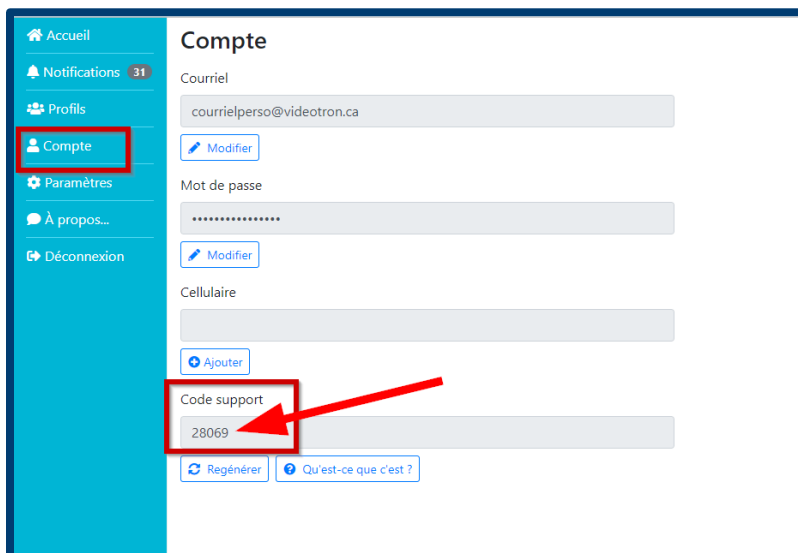 Accueil
Notifications 31
Profils
Compte
Paramètres
À propos...
Déconnexion
Compte
Courriel
courrielperso@videotron.ca
Modifier
Mot de passe
••••••••••••••••
Modifier
Cellulaire
Ajouter
Code support
28069
Regénérer Qu'est-ce que c'est ?